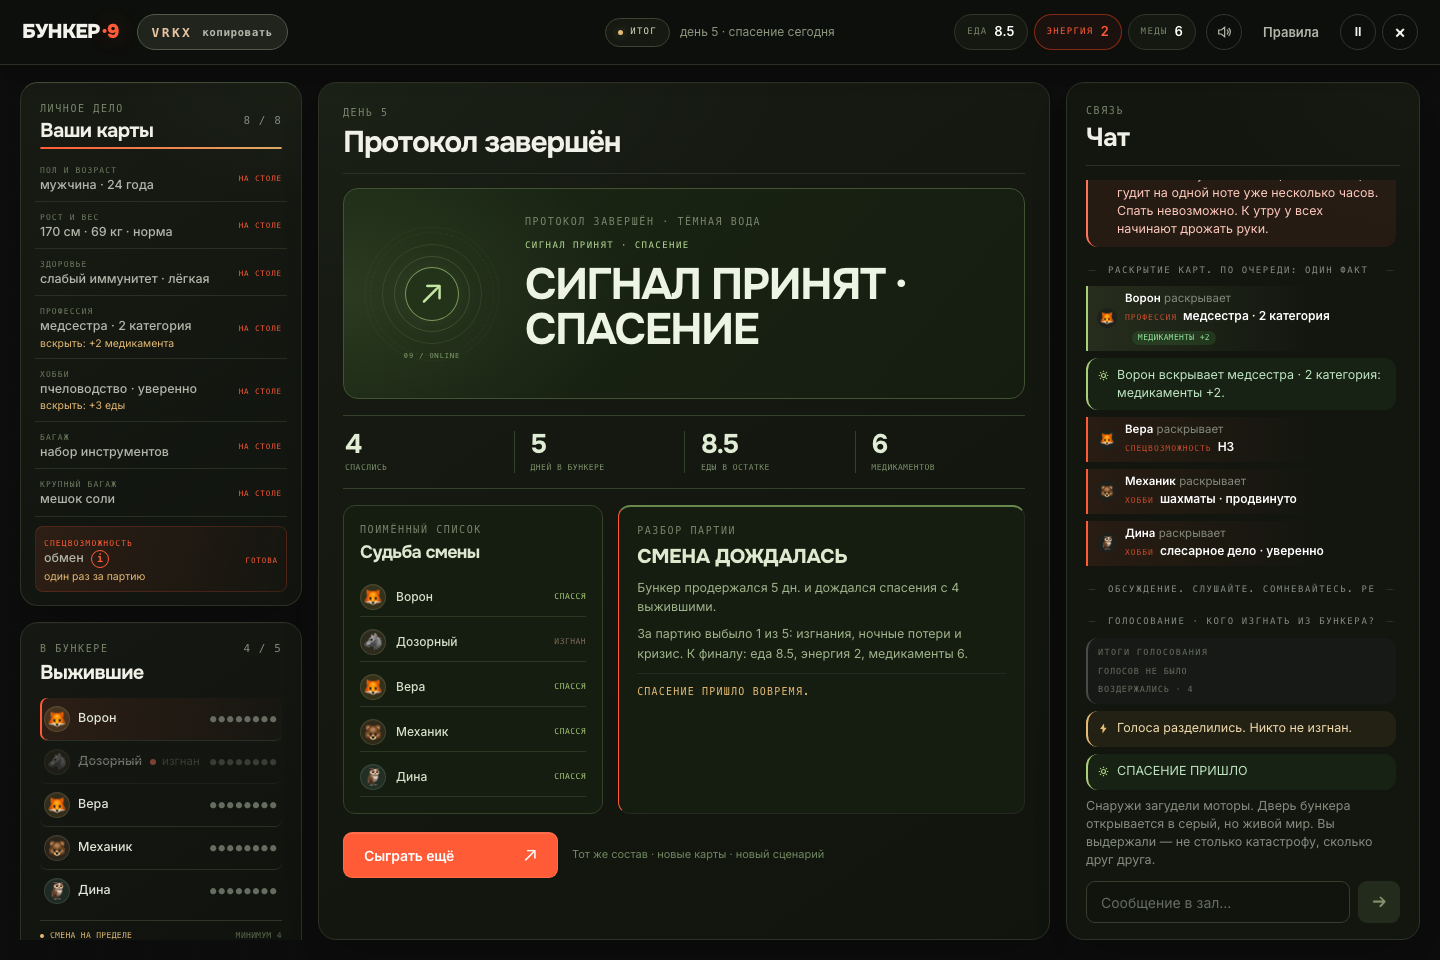 БУНКЕР·9
VRKX копировать
ИТОГ
день 5 · спасение сегодня
ЕДА 8.5
ЭНЕРГИЯ 2
МЕДЫ 6
Правила
ЛИЧНОЕ ДЕЛО
Ваши карты
8 / 8
ПОЛ И ВОЗРАСТ
мужчина · 24 года
НА СТОЛЕ
РОСТ И ВЕС
170 см · 69 кг · норма
НА СТОЛЕ
ЗДОРОВЬЕ
слабый иммунитет · лёгкая
НА СТОЛЕ
ПРОФЕССИЯ
медсестра · 2 категория
вскрыть: +2 медикамента
НА СТОЛЕ
ХОББИ
пчеловодство · уверенно
вскрыть: +3 еды
НА СТОЛЕ
БАГАЖ
набор инструментов
НА СТОЛЕ
КРУПНЫЙ БАГАЖ
мешок соли
НА СТОЛЕ
СПЕЦВОЗМОЖНОСТЬ
обмен i
один раз за партию
ГОТОВА
В БУНКЕРЕ
Выжившие
4 / 5
Ворон
Дозорный изгнан
Вера
Механик
Дина
СМЕНА НА ПРЕДЕЛЕ
МИНИМУМ 4
ДЕНЬ 5
Протокол завершён
ПРОТОКОЛ ЗАВЕРШЁН · ТЁМНАЯ ВОДА
СИГНАЛ ПРИНЯТ · СПАСЕНИЕ
СИГНАЛ ПРИНЯТ ·
СПАСЕНИЕ
09 / ONLINE
4
СПАСЛИСЬ
5
ДНЕЙ В БУНКЕРЕ
8.5
ЕДЫ В ОСТАТКЕ
6
МЕДИКАМЕНТОВ
ПОИМЁННЫЙ СПИСОК
Судьба смены
Ворон СПАССЯ
Дозорный ИЗГНАН
Вера СПАССЯ
Механик СПАССЯ
Дина СПАССЯ
РАЗБОР ПАРТИИ
СМЕНА ДОЖДАЛАСЬ
Бункер продержался 5 дн. и дождался спасения с 4
выжившими.
За партию выбыло 1 из 5: изгнания, ночные потери и
кризис. К финалу: еда 8.5, энергия 2, медикаменты 6.
СПАСЕНИЕ ПРИШЛО ВОВРЕМЯ.
Сыграть ещё
Тот же состав · новые карты · новый сценарий
СВЯЗЬ
Чат
гудит на одной ноте уже несколько часов.
Спать невозможно. К утру у всех
начинают дрожать руки.
РАСКРЫТИЕ КАРТ. ПО ОЧЕРЕДИ: ОДИН ФАКТ
Ворон раскрывает
ПРОФЕССИЯ медсестра · 2 категория
МЕДИКАМЕНТЫ +2
Ворон вскрывает медсестра · 2 категория:
медикаменты +2.
Вера раскрывает
СПЕЦВОЗМОЖНОСТЬ НЗ
Механик раскрывает
ХОББИ шахматы · продвинуто
Дина раскрывает
ХОББИ слесарное дело · уверенно
ОБСУЖДЕНИЕ. СЛУШАЙТЕ. СОМНЕВАЙТЕСЬ. РЕ
ГОЛОСОВАНИЕ · КОГО ИЗГНАТЬ ИЗ БУНКЕРА?
ИТОГИ ГОЛОСОВАНИЯ
ГОЛОСОВ НЕ БЫЛО
ВОЗДЕРЖАЛИСЬ · 4
Голоса разделились. Никто не изгнан.
СПАСЕНИЕ ПРИШЛО
Снаружи загудели моторы. Дверь бункера
открывается в серый, но живой мир. Вы
выдержали — не столько катастрофу, сколько
друг друга.
Сообщение в зал...